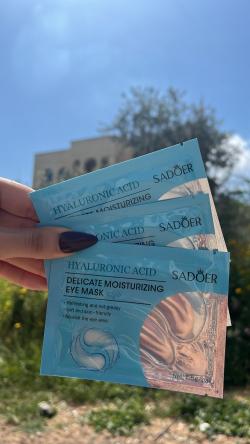 HYALURONIC ACID
SADOER
MOISTURIZING
HYALURONIC ACID
SADOER
HYALURONIC ACID
SADOER
DELICATE MOISTURIZING
EYE MASK